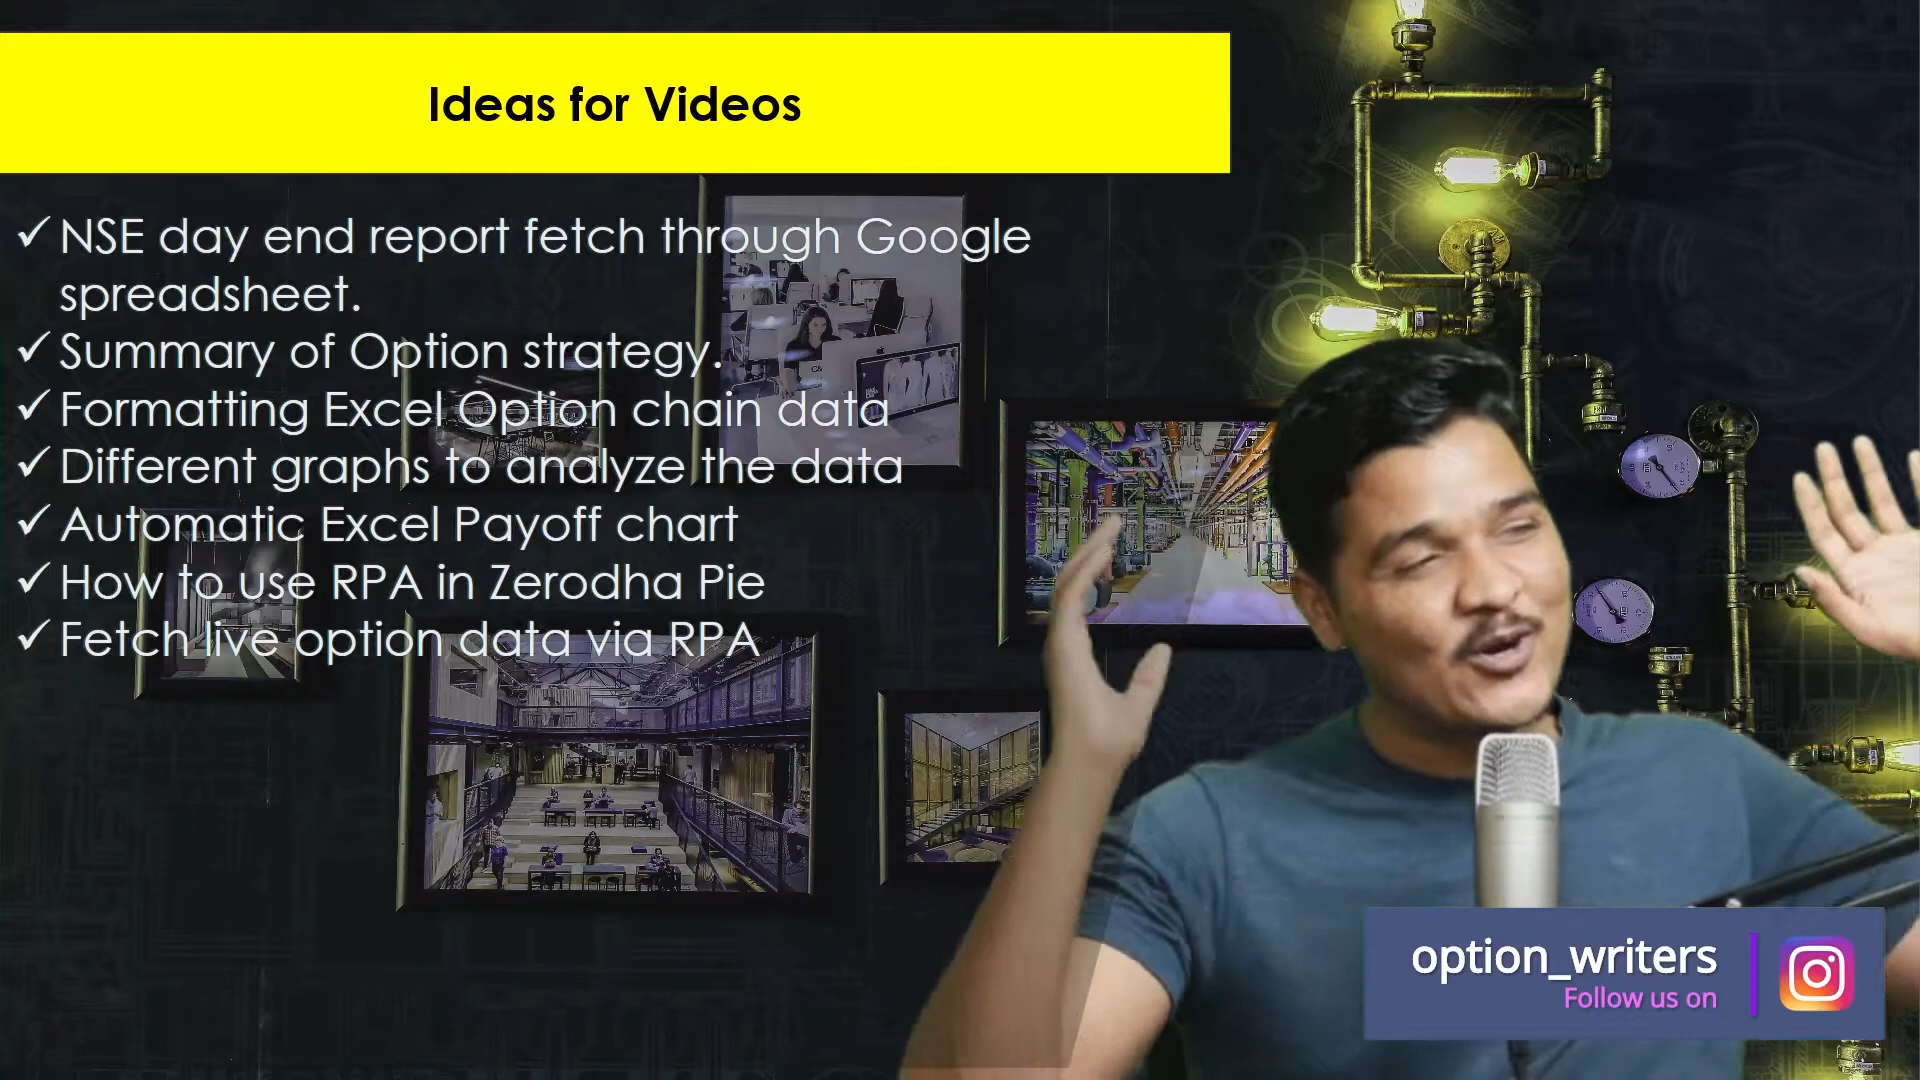 Ideas for Videos
✓ NSE day end report fetch through Google
spreadsheet.
✓ Summary of Option strategy.
✓ Formatting Excel Option chain data
✓ Different graphs to analyze the data
✓ Automatic Excel Payoff chart
✓ How to use RPA in Zerodha Pie
✓ Fetch live option data via RPA
option_writers
Follow us on